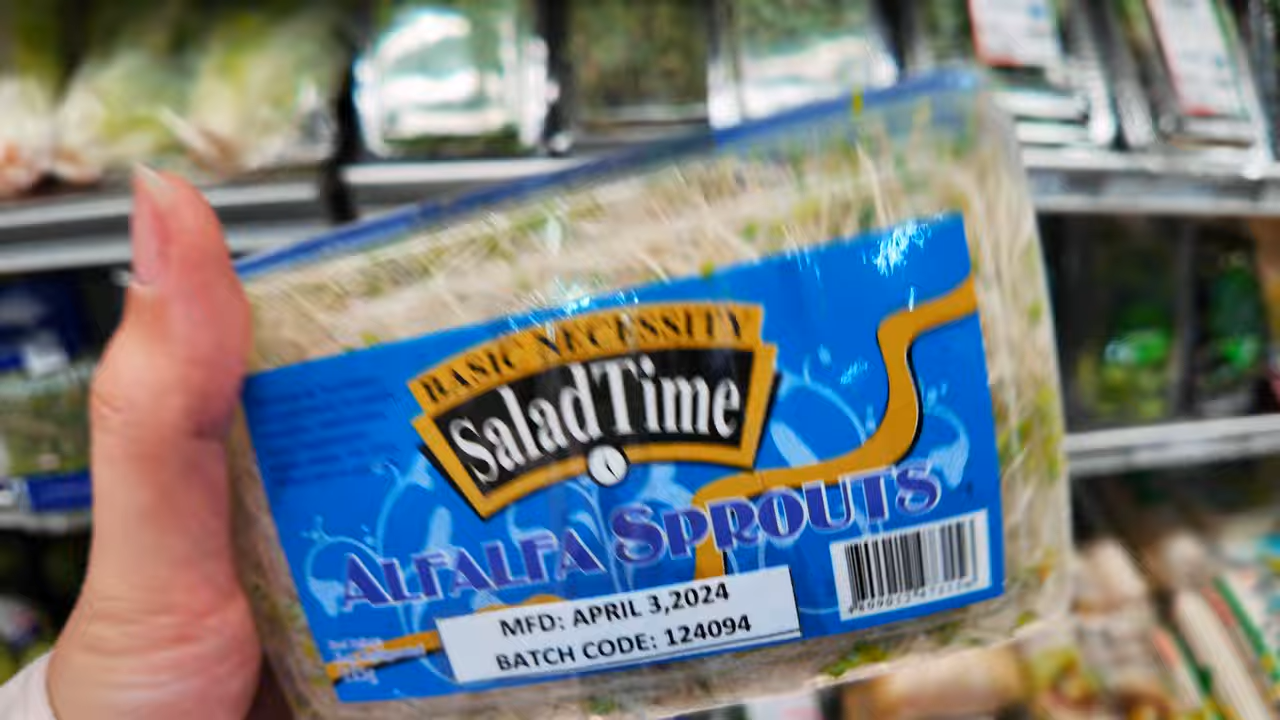 BASIC NECESSITY
SaladTime
ALFALFA SPROUTS
MFD: APRIL 3,2024
BATCH CODE: 124094